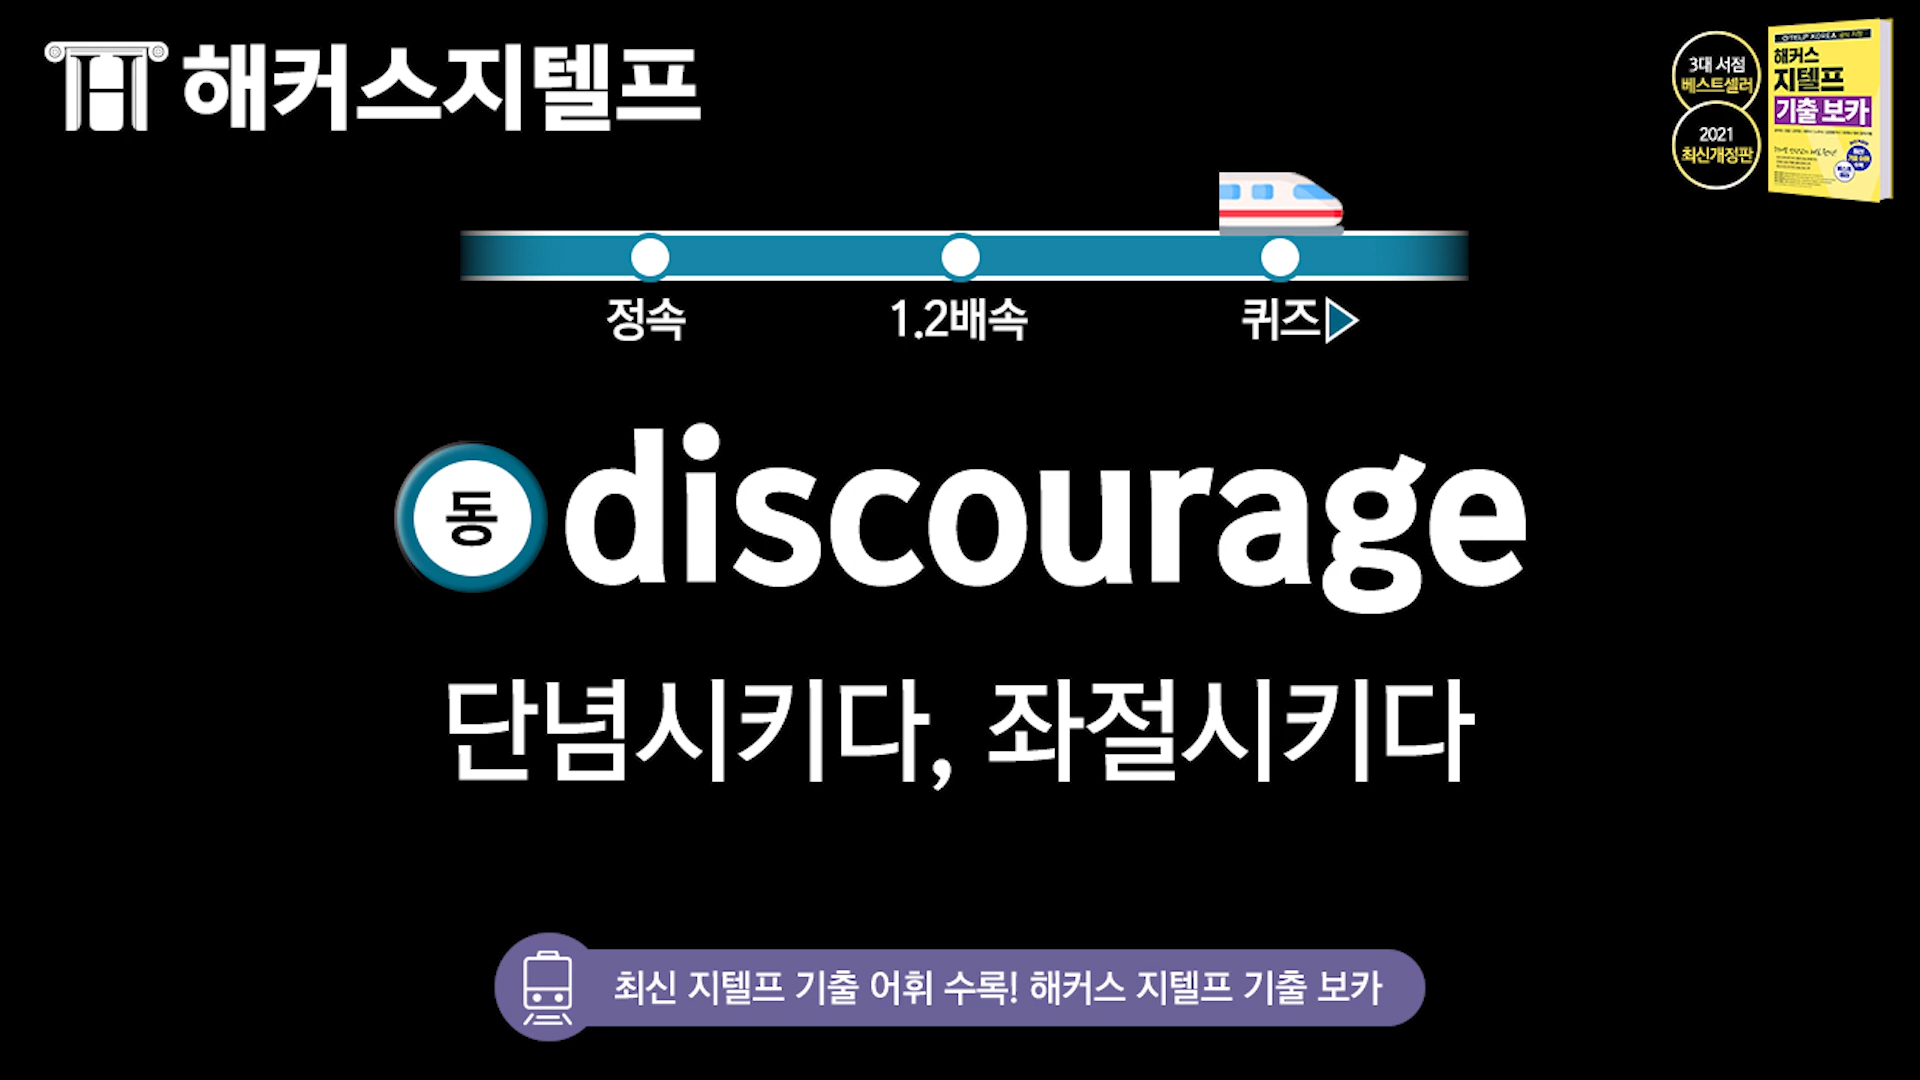 해커스지텔프
3대 서점
베스트셀러
2021
최신개정판
해커스
지텔프
기출 보카
정속
1.2배속
퀴즈
동 discourage
단념시키다, 좌절시키다
최신 지텔프 기출 어휘 수록! 해커스 지텔프 기출 보카